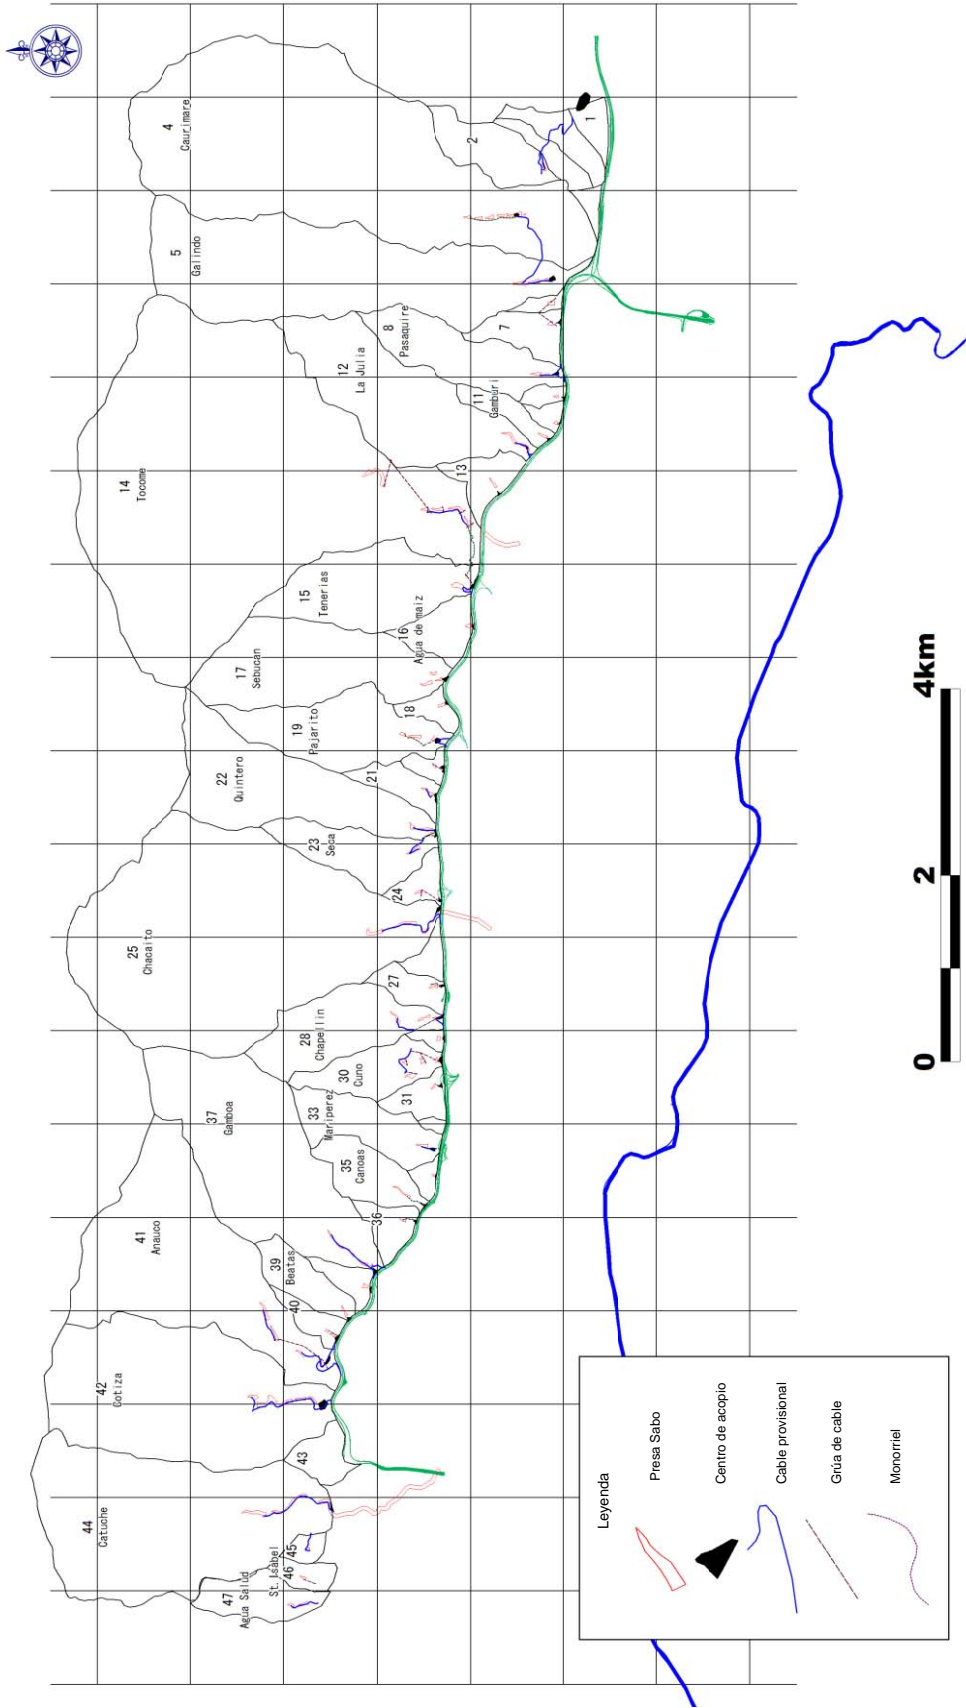 4
Caurimare
2
1
5
Galindo
8
Pasaquire
7
12
La Julia
11
Gamburi
13
14
Tocome
15
Tenerias
16
Agua de maiz
17
Sebucan
18
19
Pajarito
21
22
Quintero
23
Seca
24
25
Chacaito
27
28
Chapellin
30
Cuno
31
33
Mariperez
35
Canoas
36
37
Gamboa
39
Beatas
40
41
Anauco
42
Cotiza
43
44
Catuche
45
St. Isabel
46
47
Agua Salud
0
2
4km
Leyenda
Presa Sabo
Centro de acopio
Cable provisional
Grúa de cable
Monorriel